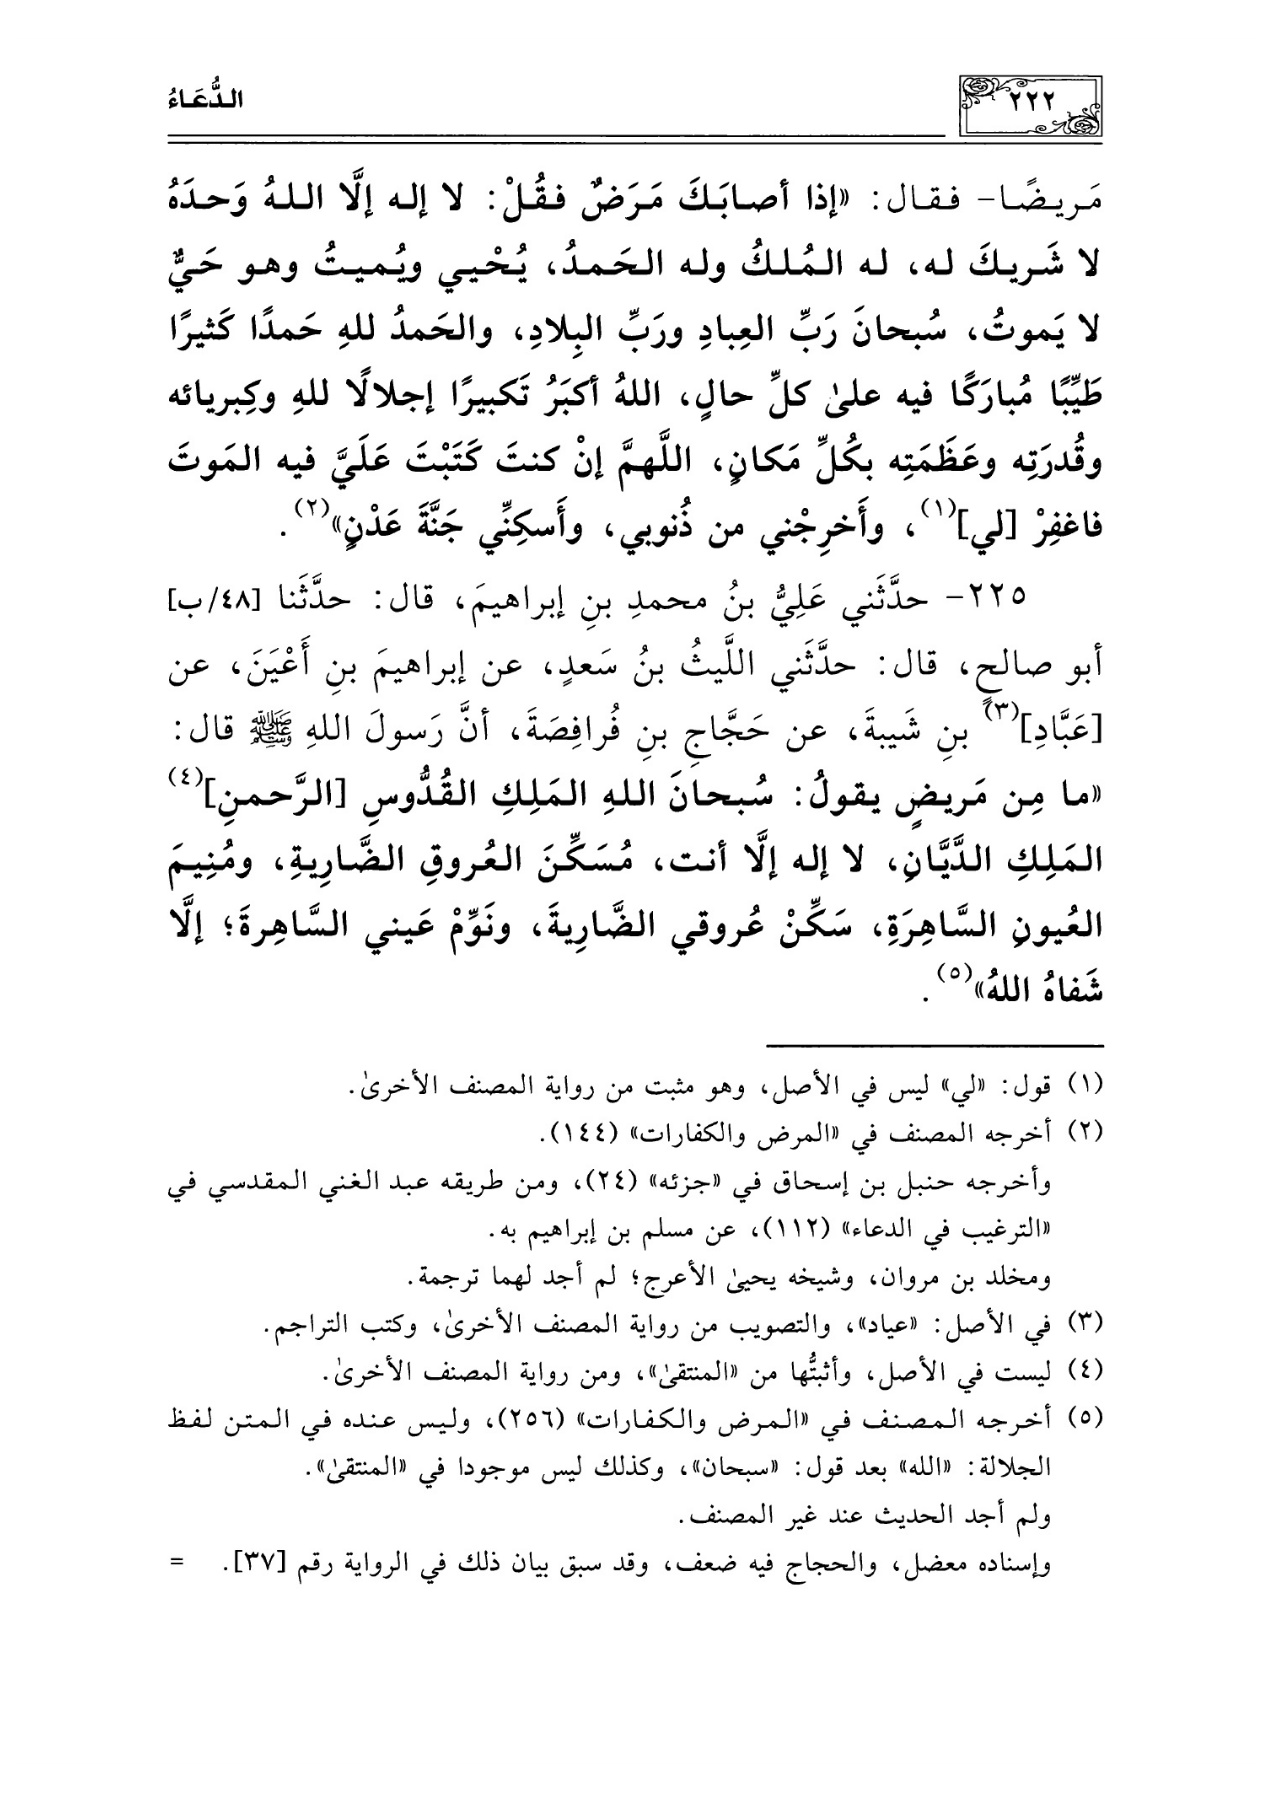 ٢٢٢
الدُّعَاءُ
مَريضًا- فقال: «إذا أصابَكَ مَرَضٌ فقُلْ: لا إله إلَّا اللهُ وَحدَهُ
لا شَريكَ له، له المُلكُ وله الحَمدُ، يُحْيي ويُميتُ وهو حَيٌّ
لا يَموتُ، سُبحانَ رَبِّ العِبادِ ورَبِّ البِلادِ، والحَمدُ للهِ حَمدًا كَثيرًا
طَيِّبًا مُبارَكًا فيه علىٰ كلِّ حالٍ، اللهُ أكبَرُ تَكبيرًا إجلالًا للهِ وكِبريائه
وقُدرَتِه وعَظَمَتِه بكُلِّ مَكانٍ، اللَّهمَّ إنْ كنتَ كَتَبْتَ عَلَيَّ فيه المَوتَ
فاغفِرْ [لي](١)، وأَخرِجْني من ذُنوبي، وأَسكِنِّي جَنَّةَ عَدْنٍ»(٢).
٢٢٥- حدَّثَني عَلِيُّ بنُ محمدِ بنِ إبراهيمَ، قال: حدَّثَنا [٤٨/ب]
أبو صالحٍ، قال: حدَّثَني اللَّيثُ بنُ سَعدٍ، عن إبراهيمَ بنِ أَعْيَنَ، عن
[عَبَّادِ](٣) بنِ شَيبةَ، عن حَجَّاجِ بنِ فُرافِصَةَ، أنَّ رَسولَ اللهِ ﷺ قال:
«ما مِن مَريضٍ يقولُ: سُبحانَ اللهِ المَلِكِ القُدُّوسِ [الرَّحمنِ](٤)
المَلِكِ الدَّيَّانِ، لا إله إلَّا أنت، مُسَكِّنَ العُروقِ الضَّارِيةِ، ومُنِيمَ
العُيونِ السَّاهِرَةِ، سَكِّنْ عُروقي الضَّارِيةَ، ونَوِّمْ عَيني السَّاهِرةَ؛ إلَّا
شَفاهُ اللهُ»(٥).
(١) قول: «لي» ليس في الأصل، وهو مثبت من رواية المصنف الأخرىٰ.
(٢) أخرجه المصنف في «المرض والكفارات» (١٤٤).
وأخرجه حنبل بن إسحاق في «جزئه» (٢٤)، ومن طريقه عبد الغني المقدسي في
«الترغيب في الدعاء» (١١٢)، عن مسلم بن إبراهيم به.
ومخلد بن مروان، وشيخه يحيىٰ الأعرج؛ لم أجد لهما ترجمة.
(٣) في الأصل: «عياد»، والتصويب من رواية المصنف الأخرىٰ، وكتب التراجم.
(٤) ليست في الأصل، وأثبتُّها من «المنتقىٰ»، ومن رواية المصنف الأخرىٰ.
(٥) أخرجه المصنف في «المرض والكفارات» (٢٥٦)، وليس عنده في المتن لفظ
الجلالة: «الله» بعد قول: «سبحان»، وكذلك ليس موجودا في «المنتقىٰ».
ولم أجد الحديث عند غير المصنف.
وإسناده معضل، والحجاج فيه ضعف، وقد سبق بيان ذلك في الرواية رقم [٣٧]. =